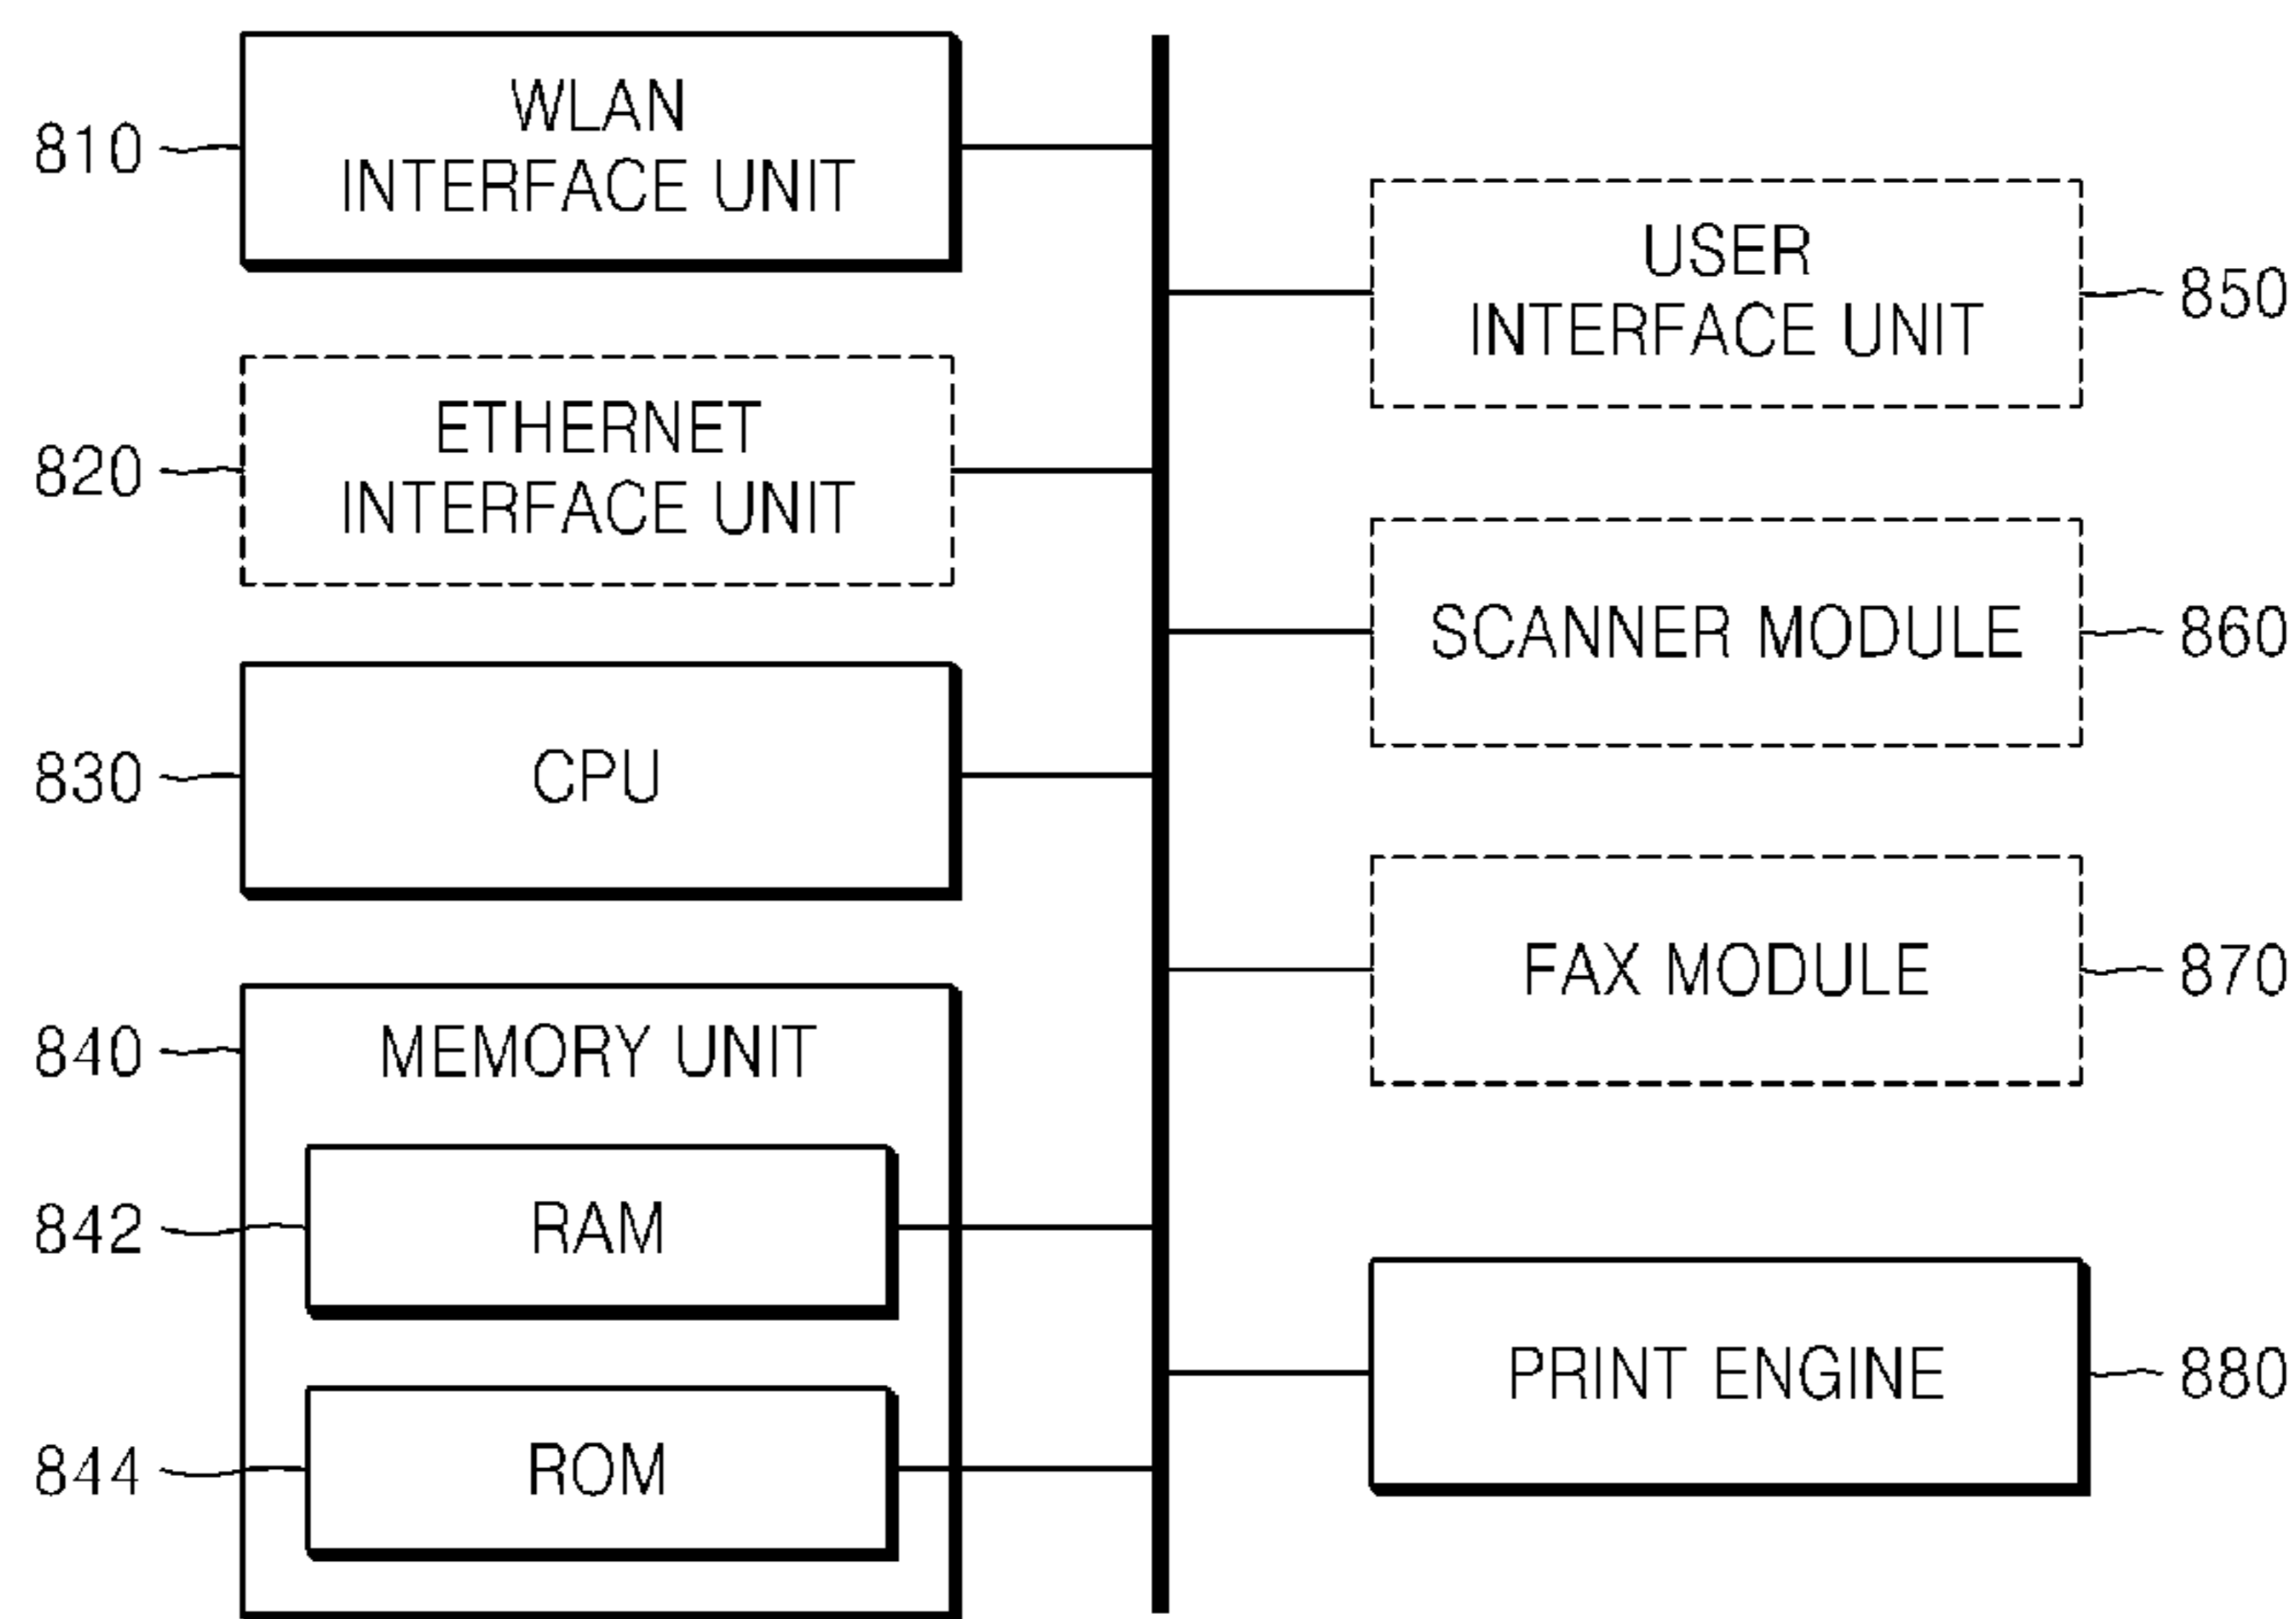 810
WLAN
INTERFACE UNIT
820
ETHERNET
INTERFACE UNIT
830
CPU
840
MEMORY UNIT
842
RAM
844
ROM
USER
INTERFACE UNIT
850
SCANNER MODULE
860
FAX MODULE
870
PRINT ENGINE
880